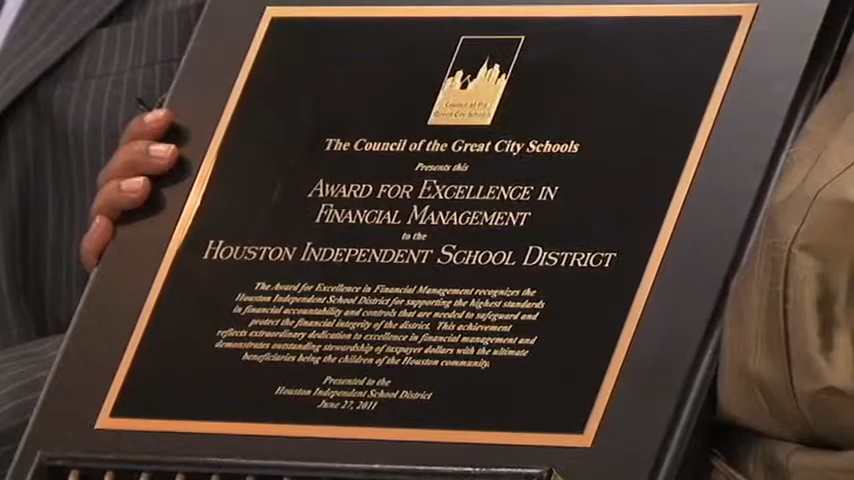 Council of the
Great City Schools
The Council of the Great City Schools
Presents this
Award for Excellence in
Financial Management
to the
Houston Independent School District
The Award for Excellence in Financial Management recognizes the
Houston Independent School District for supporting the highest standards
in financial accountability and controls that are needed to safeguard and
protect the financial integrity of the district. This achievement
reflects extraordinary dedication to excellence in financial management and
demonstrates outstanding stewardship of taxpayer dollars with its ultimate
beneficiaries being the children of the Houston community.
Presented to the
Houston Independent School District
June 27, 2011